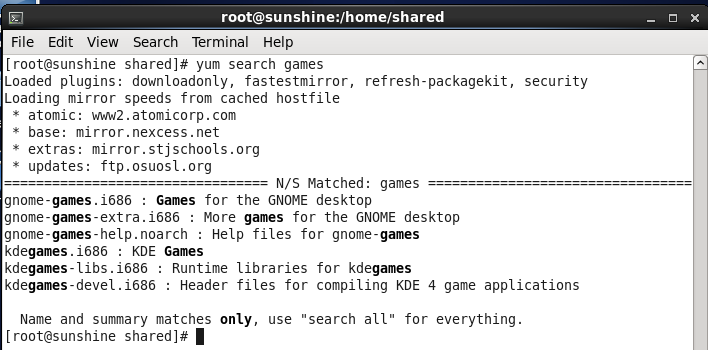 root@sunshine:/home/shared
File Edit View Search Terminal Help
[root@sunshine shared]# yum search games
Loaded plugins: downloadonly, fastestmirror, refresh-packagekit, security
Loading mirror speeds from cached hostfile
 * atomic: www2.atomicorp.com
 * base: mirror.nexcess.net
 * extras: mirror.stjschools.org
 * updates: ftp.osuosl.org
================================ N/S Matched: games ================================
gnome-games.i686 : Games for the GNOME desktop
gnome-games-extra.i686 : More games for the GNOME desktop
gnome-games-help.noarch : Help files for gnome-games
kdegames.i686 : KDE Games
kdegames-libs.i686 : Runtime libraries for kdegames
kdegames-devel.i686 : Header files for compiling KDE 4 game applications
  Name and summary matches only, use "search all" for everything.
[root@sunshine shared]#